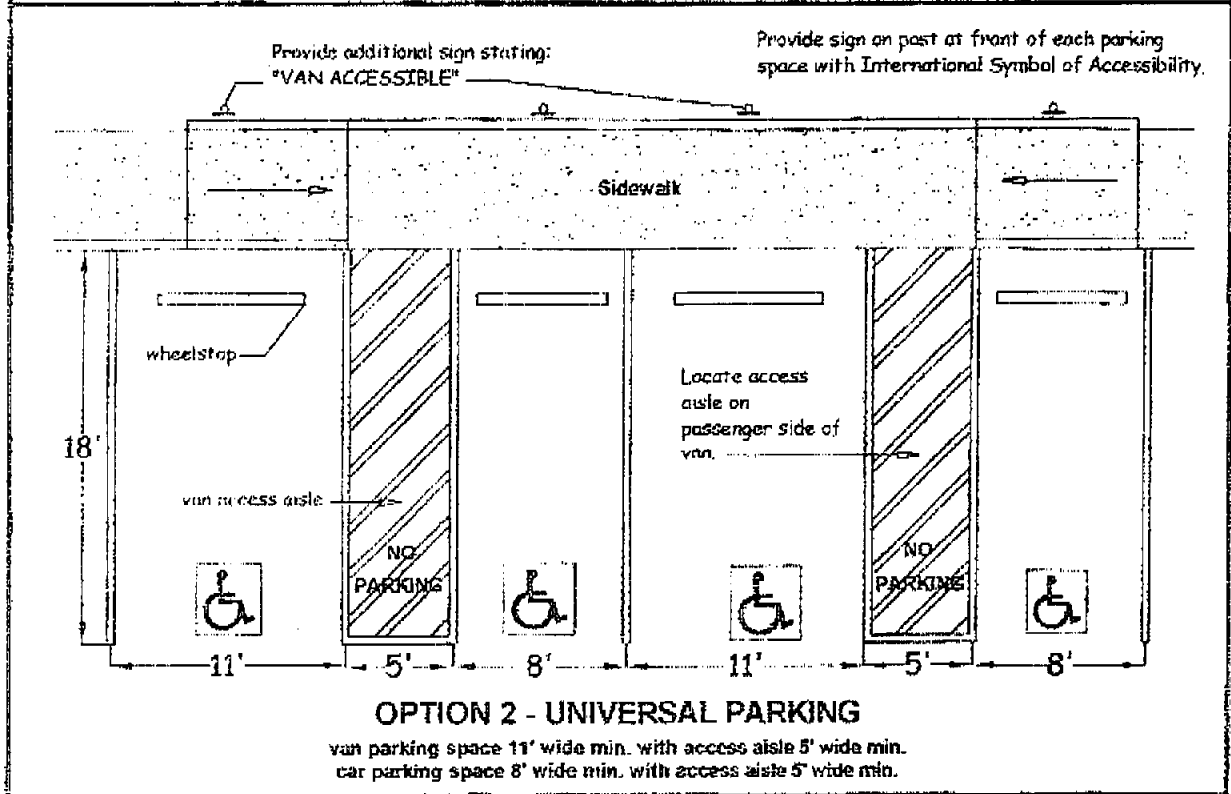 Provide additional sign stating:
"VAN ACCESSIBLE"
Provide sign on post at front of each parking
space with International Symbol of Accessibility.
Sidewalk
wheelstop
Locate access
aisle on
passenger side of
van.
18'
van access aisle
NO
PARKING
NO
PARKING
11'
5'
8'
11'
5'
8'
OPTION 2 - UNIVERSAL PARKING
van parking space 11' wide min. with access aisle 5' wide min.
car parking space 8' wide min. with access aisle 5' wide min.